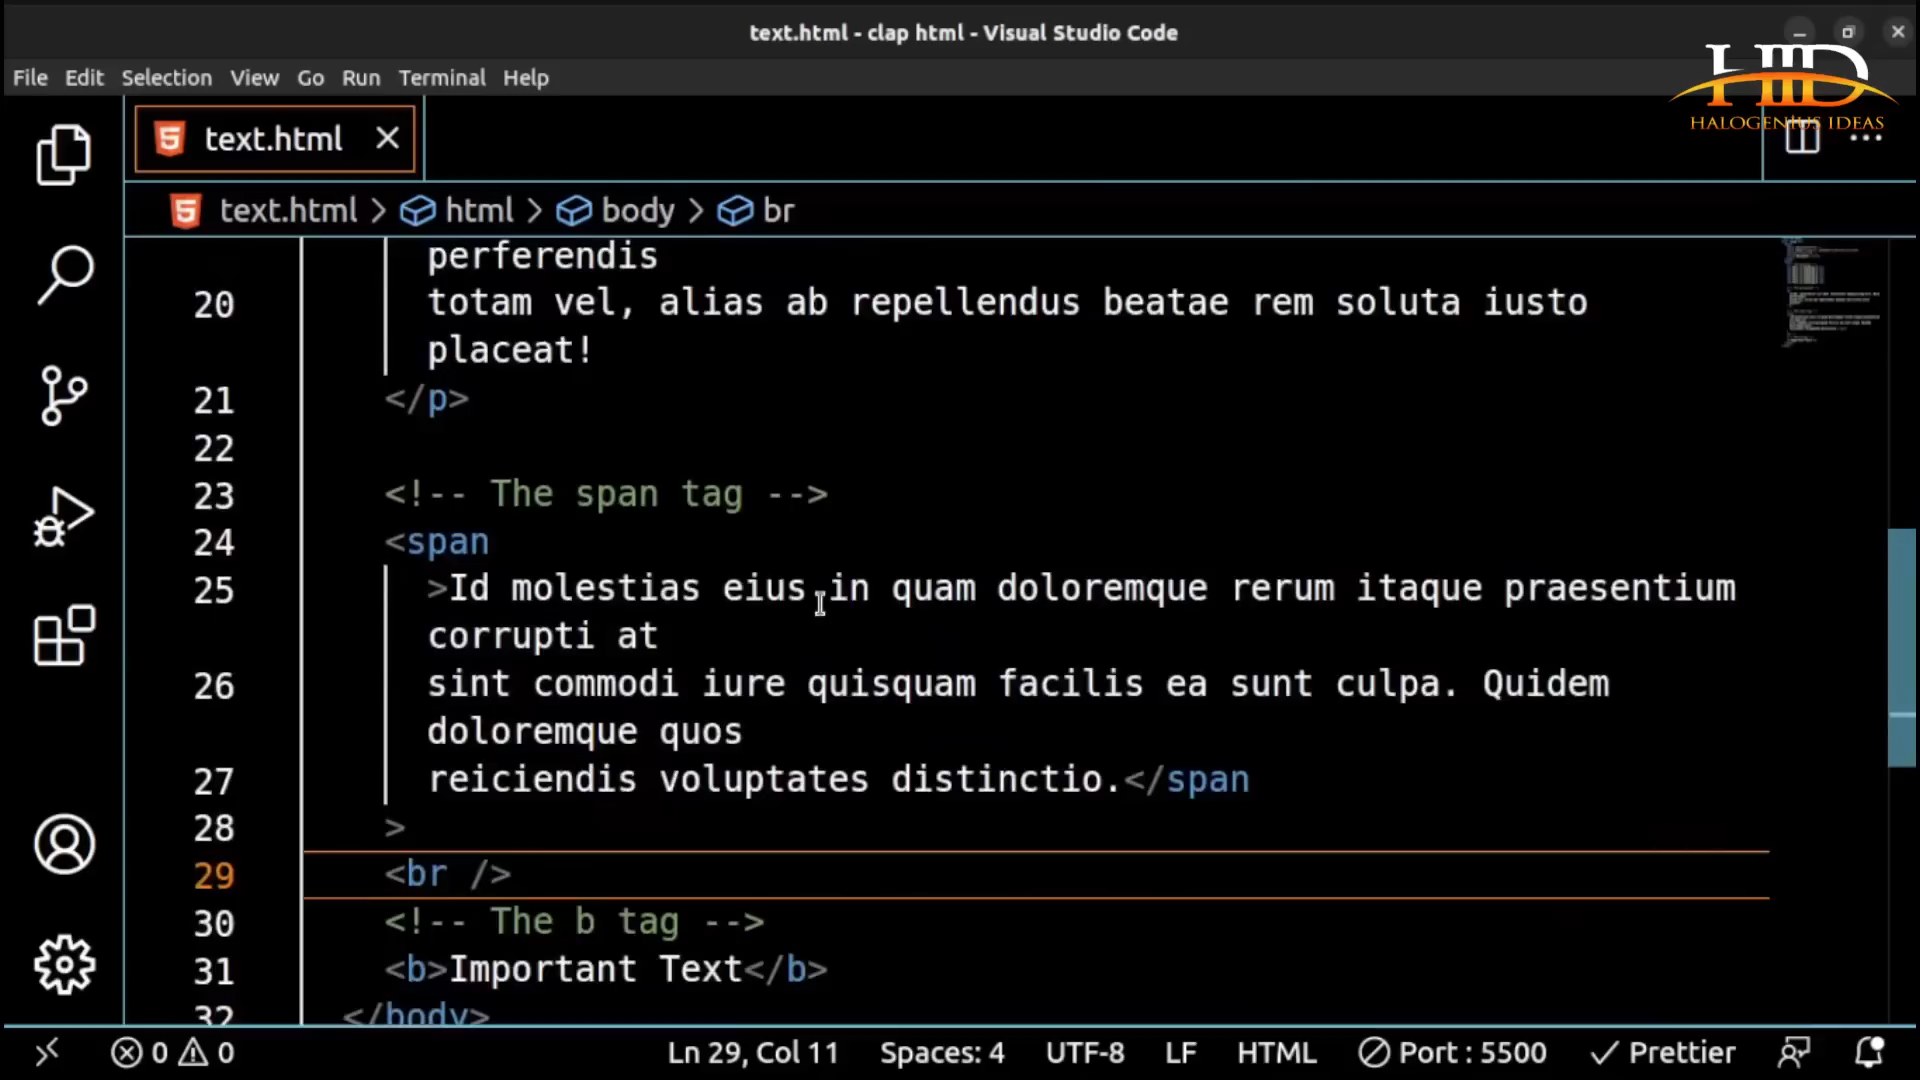 text.html - clap html - Visual Studio Code
File Edit Selection View Go Run Terminal Help
HID
HALOGENIUS IDEAS
text.html
text.html > html > body > br
perferendis
20 totam vel, alias ab repellendus beatae rem soluta iusto
placeat!
21 </p>
22
23 <!-- The span tag -->
24 <span
25 >Id molestias eius in quam doloremque rerum itaque praesentium
corrupti at
26 sint commodi iure quisquam facilis ea sunt culpa. Quidem
doloremque quos
27 reiciendis voluptates distinctio.</span
28 >
29 <br />
30 <!-- The b tag -->
31 <b>Important Text</b>
32 </body>
0 0 Ln 29, Col 11 Spaces: 4 UTF-8 LF HTML Port : 5500 Prettier